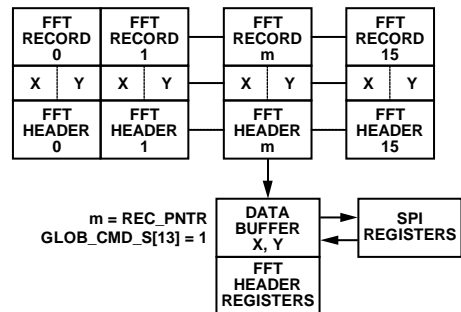 FFT RECORD 0
FFT RECORD 1
FFT RECORD m
FFT RECORD 15
X Y X Y X Y X Y
FFT HEADER 0
FFT HEADER 1
FFT HEADER m
FFT HEADER 15
m = REC_PNTR
GLOB_CMD_S[13] = 1
DATA BUFFER X, Y
SPI REGISTERS
FFT HEADER REGISTERS